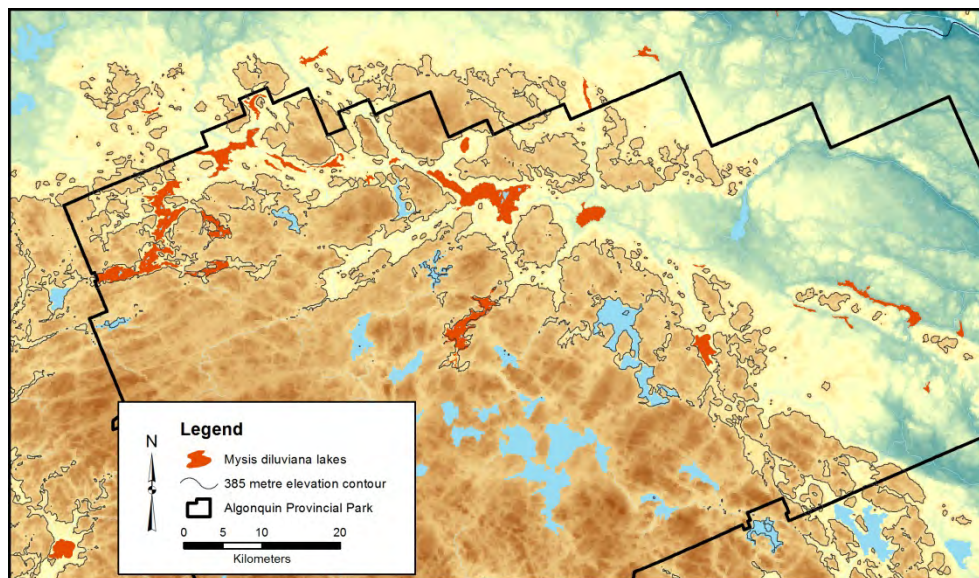 Legend
N
Mysis diluviana lakes
385 metre elevation contour
Algonquin Provincial Park
0 5 10 20
Kilometers